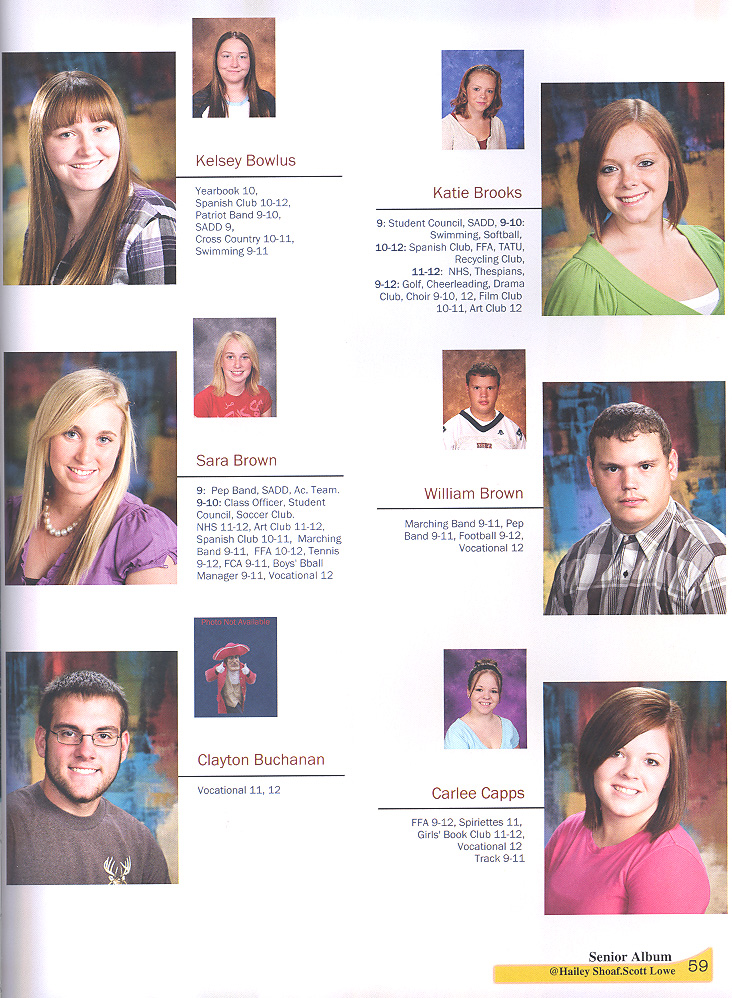 Kelsey Bowlus
Yearbook 10,
Spanish Club 10-12,
Patriot Band 9-10,
SADD 9,
Cross Country 10-11,
Swimming 9-11
Katie Brooks
9: Student Council, SADD, 9-10:
Swimming, Softball,
10-12: Spanish Club, FFA, TATU,
Recycling Club,
11-12: NHS, Thespians,
9-12: Golf, Cheerleading, Drama
Club, Choir 9-10, 12, Film Club
10-11, Art Club 12
Sara Brown
9: Pep Band, SADD, Ac. Team.
9-10: Class Officer, Student
Council, Soccer Club.
NHS 11-12, Art Club 11-12,
Spanish Club 10-11, Marching
Band 9-11, FFA 10-12, Tennis
9-12, FCA 9-11, Boys' Bball
Manager 9-11, Vocational 12
William Brown
Marching Band 9-11, Pep
Band 9-11, Football 9-12,
Vocational 12
Photo Not Available
Clayton Buchanan
Vocational 11, 12
Carlee Capps
FFA 9-12, Spiriettes 11,
Girls' Book Club 11-12,
Vocational 12
Track 9-11
Senior Album
@Hailey Shoaf.Scott Lowe 59